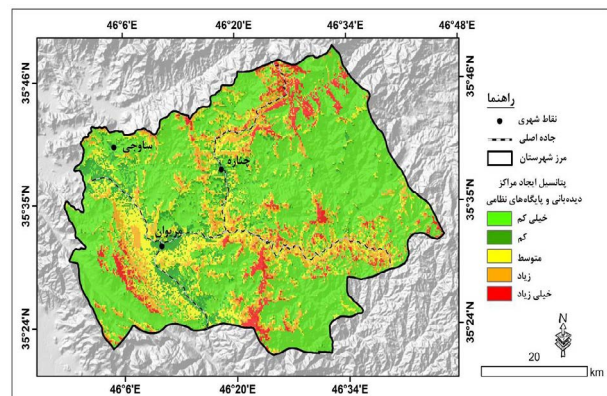 46°6'E 46°20'E 46°34'E 46°48'E
35°46'N 35°35'N 35°24'N
ساوجی
چناره
مریوان
35°46'N 35°35'N 35°24'N
46°6'E 46°20'E 46°34'E
راهنما
نقاط شهری
جاده اصلی
مرز شهرستان
پتانسیل ایجاد مراکز
دیده‌بانی و پایگاه‌های نظامی
خیلی کم
کم
متوسط
زیاد
خیلی زیاد
N
20
km